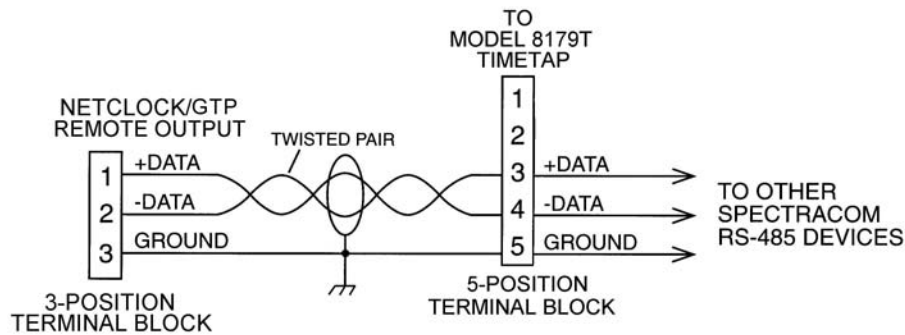 TO
MODEL 8179T
TIMETAP
NETCLOCK/GTP
REMOTE OUTPUT
TWISTED PAIR
1
2
1 +DATA
3 +DATA
2 -DATA
4 -DATA
3 GROUND
5 GROUND
TO OTHER
SPECTRACOM
RS-485 DEVICES
3-POSITION
TERMINAL BLOCK
5-POSITION
TERMINAL BLOCK